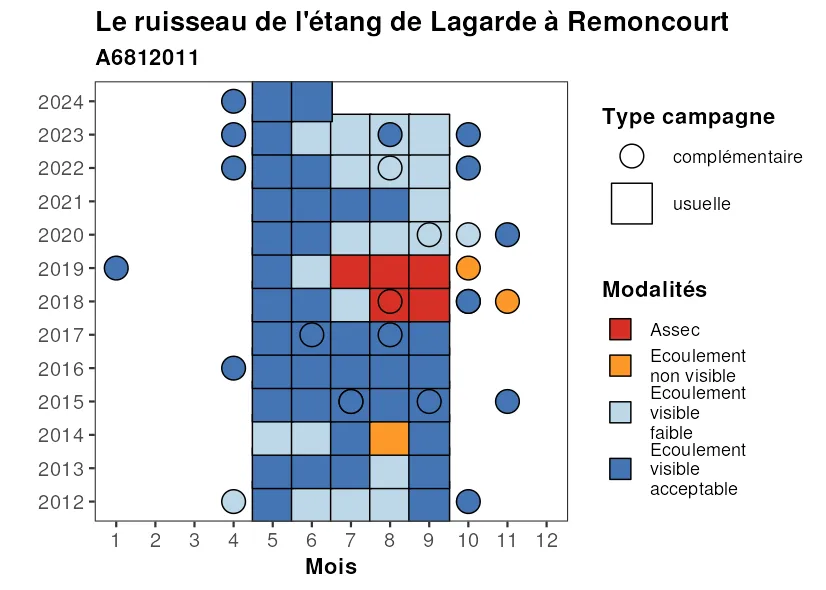 Le ruisseau de l'étang de Lagarde à Remoncourt
A6812011
2024
2023
2022
2021
2020
2019
2018
2017
2016
2015
2014
2013
2012
1 2 3 4 5 6 7 8 9 10 11 12
Mois
Type campagne
complémentaire
usuelle
Modalités
Assec
Ecoulement
non visible
Ecoulement
visible
faible
Ecoulement
visible
acceptable